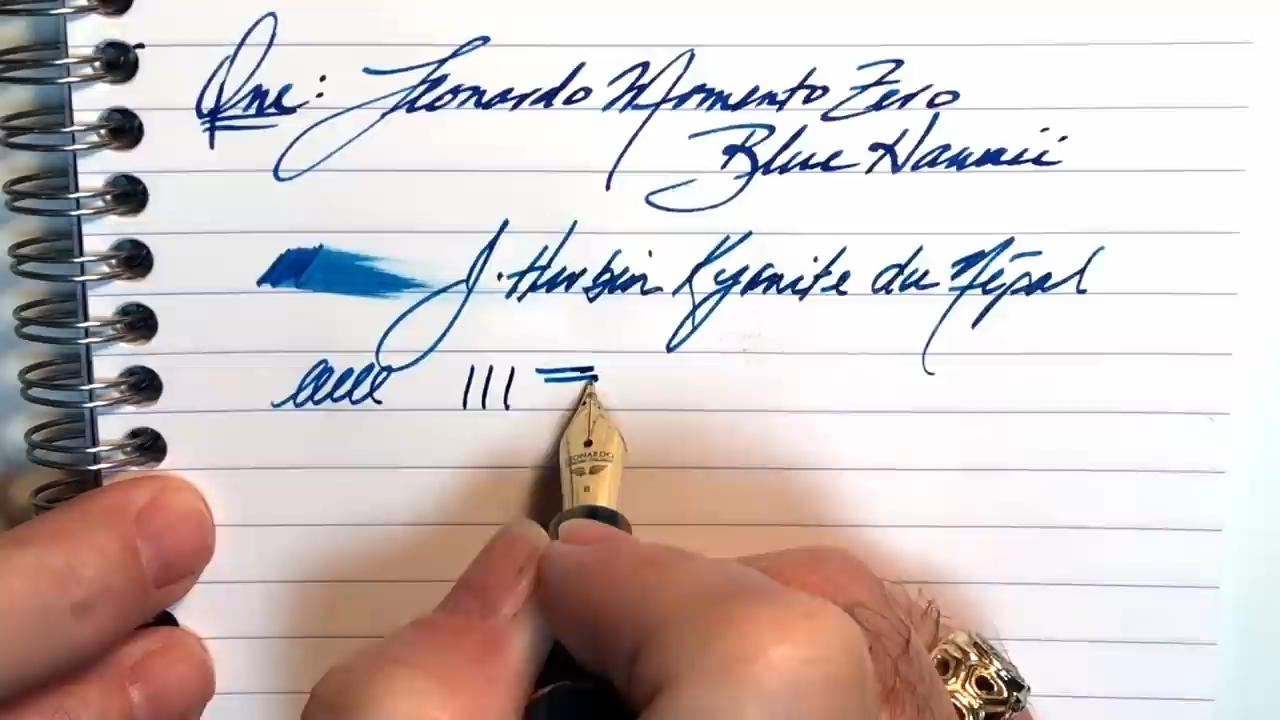 One: Leonardo Momento Zero
Blue Hawaii
J. Herbin Kyanite du Népal
LEONARDO
B